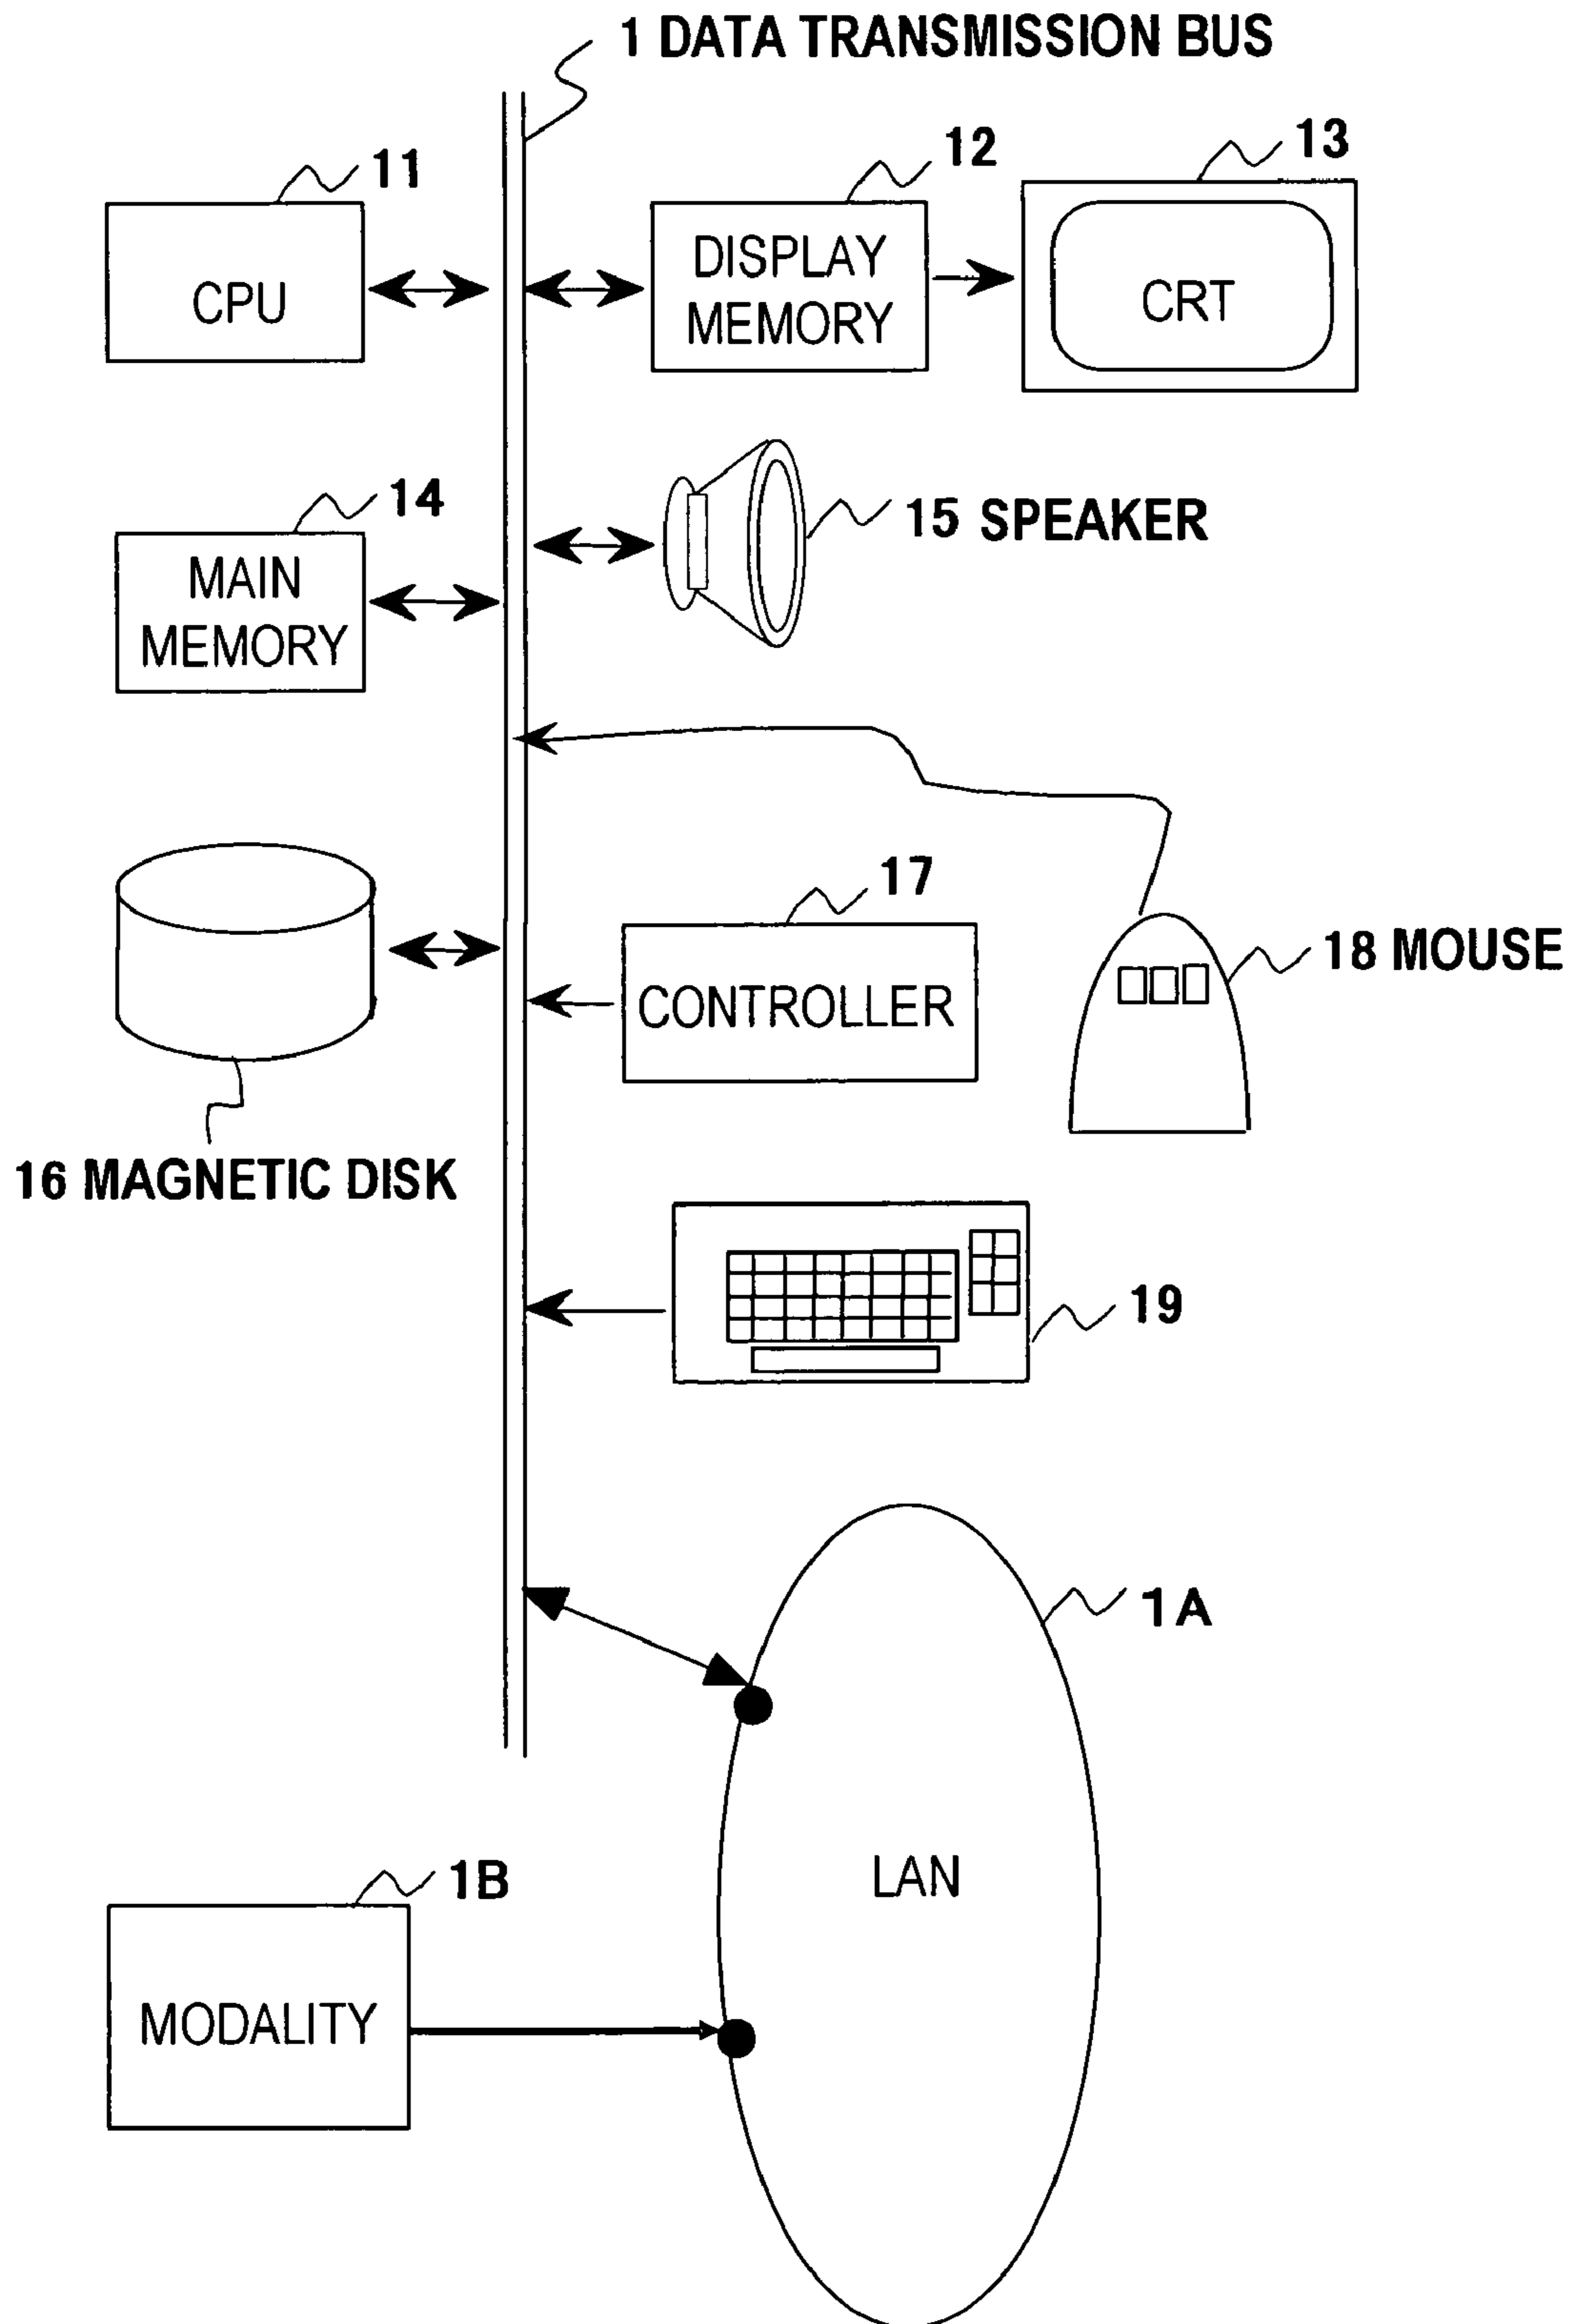 1 DATA TRANSMISSION BUS
11
12
13
CPU
DISPLAY
MEMORY
CRT
14
15 SPEAKER
MAIN
MEMORY
17
18 MOUSE
CONTROLLER
16 MAGNETIC DISK
19
1A
LAN
1B
MODALITY